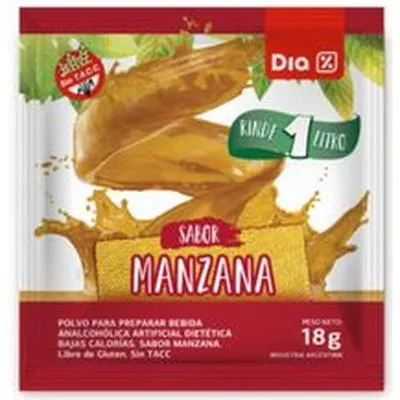 Sin T.A.C.C.
Dia %
RINDE 1 LITRO
SABOR
MANZANA
POLVO PARA PREPARAR BEBIDA
ANALCOHÓLICA ARTIFICIAL DIETÉTICA
BAJAS CALORÍAS. SABOR MANZANA.
Libre de Gluten. Sin TACC
PESO NETO:
18g
INDUSTRIA ARGENTINA